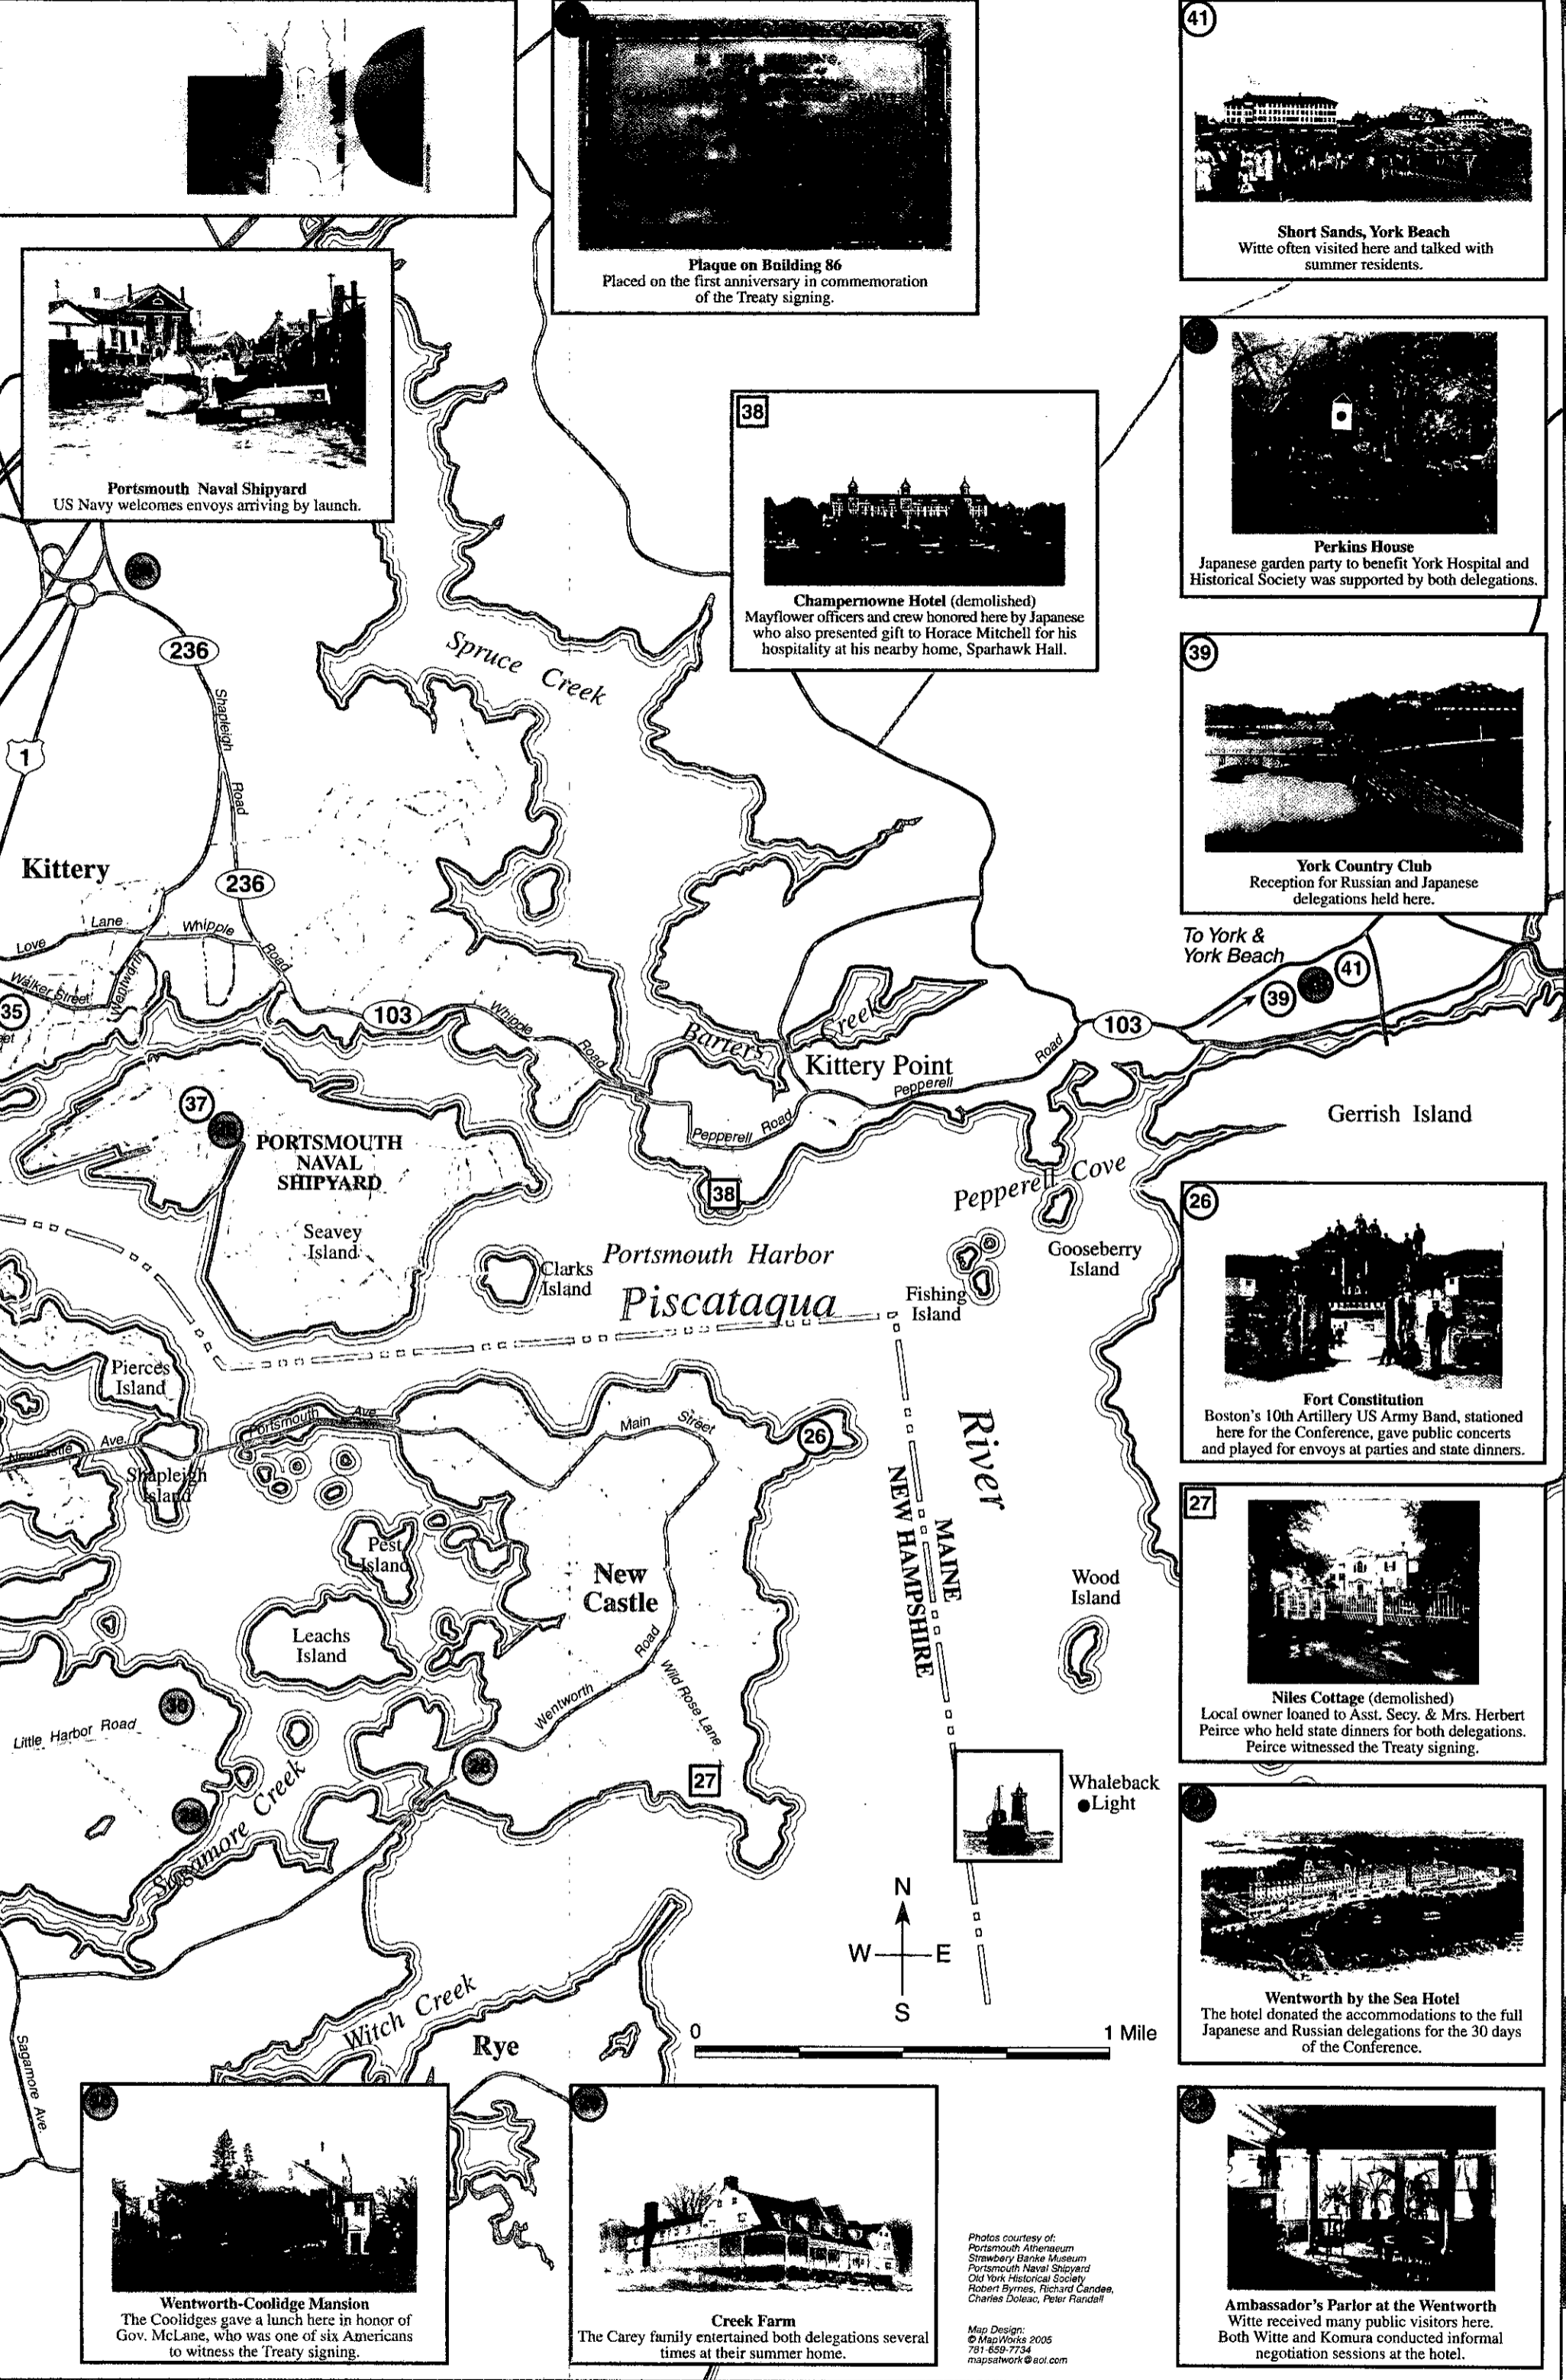 Plaque on Building 86
Placed on the first anniversary in commemoration
of the Treaty signing.
41
Short Sands, York Beach
Witte often visited here and talked with
summer residents.
Portsmouth Naval Shipyard
US Navy welcomes envoys arriving by launch.
38
Champernowne Hotel (demolished)
Mayflower officers and crew honored here by Japanese
who also presented gift to Horace Mitchell for his
hospitality at his nearby home, Sparhawk Hall.
Perkins House
Japanese garden party to benefit York Hospital and
Historical Society was supported by both delegations.
39
York Country Club
Reception for Russian and Japanese
delegations held here.
236
Shapleigh
Road
Spruce Creek
1
Kittery
236
Love
Lane
Whipple
Road
Walker Street
Wentworth
35
103
Whipple
Road
Barters
Creek
Kittery Point
Pepperell
Road
103
To York &
York Beach
39
41
37
PORTSMOUTH
NAVAL
SHIPYARD
Pepperell
Road
Gerrish Island
38
Pepperell Cove
Seavey
Island
Clarks
Island
Portsmouth Harbor
Piscataqua
River
Fishing
Island
Gooseberry
Island
26
Fort Constitution
Boston's 10th Artillery US Army Band, stationed
here for the Conference, gave public concerts
and played for envoys at parties and state dinners.
Pierces
Island
Portsmouth
Ave.
Main
Street
26
Newcastle
Ave.
Shapleigh
Island
Pest
Island
New
Castle
MAINE
NEW HAMPSHIRE
Wood
Island
27
Niles Cottage (demolished)
Local owner loaned to Asst. Secy. & Mrs. Herbert
Peirce who held state dinners for both delegations.
Peirce witnessed the Treaty signing.
Leachs
Island
30
Little Harbor Road
Wentworth
Road
Wild Rose Lane
28
27
Sagamore Creek
Whaleback
Light
Wentworth by the Sea Hotel
The hotel donated the accommodations to the full
Japanese and Russian delegations for the 30 days
of the Conference.
N
W
E
S
Witch Creek
Rye
0
1 Mile
Sagamore Ave.
Wentworth-Coolidge Mansion
The Coolidges gave a lunch here in honor of
Gov. McLane, who was one of six Americans
to witness the Treaty signing.
Creek Farm
The Carey family entertained both delegations several
times at their summer home.
Photos courtesy of:
Portsmouth Athenaeum
Strawbery Banke Museum
Portsmouth Naval Shipyard
Old York Historical Society
Robert Byrnes, Richard Candee,
Charles Doleac, Peter Randall
Map Design:
© MapWorks 2005
781-659-7734
mapsatwork@aol.com
Ambassador's Parlor at the Wentworth
Witte received many public visitors here.
Both Witte and Komura conducted informal
negotiation sessions at the hotel.